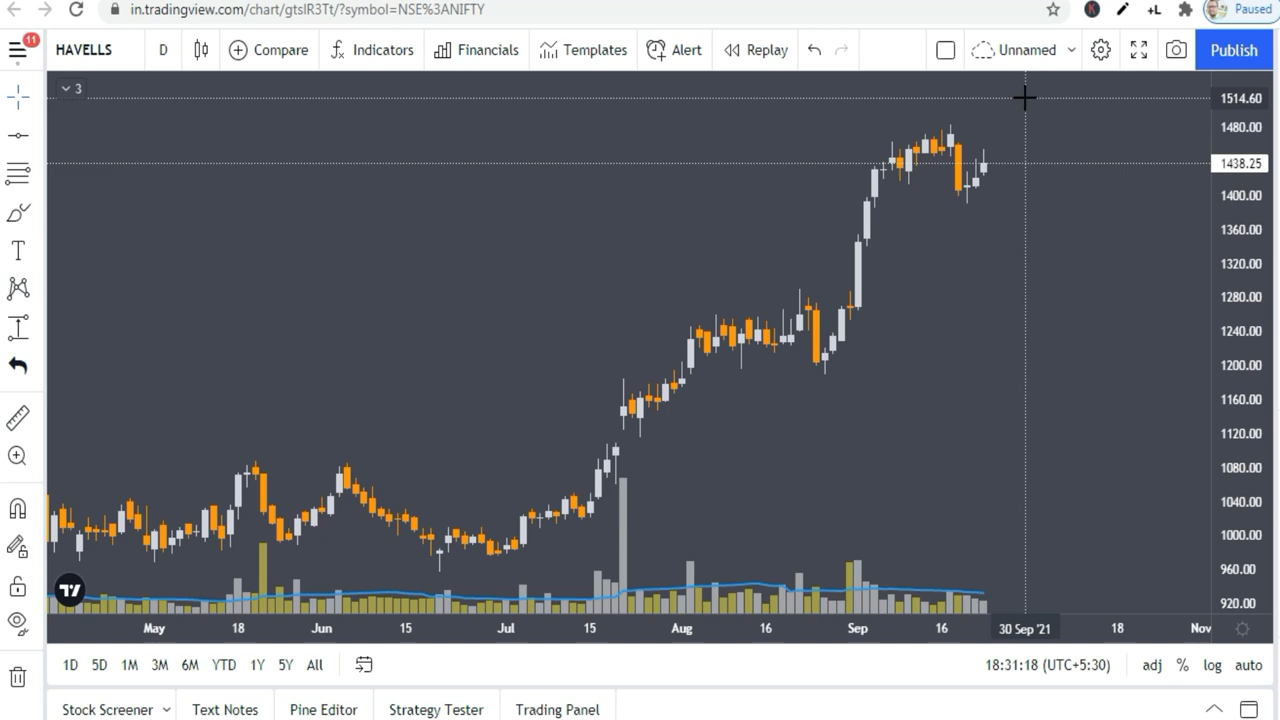 in.tradingview.com/chart/gtslR3Tt/?symbol=NSE%3ANIFTY
K
+L
Paused
11
HAVELLS D Compare Indicators Financials Templates Alert Replay Unnamed Publish
3
1514.60
1480.00
1438.25
1400.00
1360.00
1320.00
1280.00
1240.00
1200.00
1160.00
1120.00
1080.00
1040.00
1000.00
960.00
920.00
May 18 Jun 15 Jul 15 Aug 16 Sep 16 30 Sep '21 18 Nov
1D 5D 1M 3M 6M YTD 1Y 5Y All 18:31:18 (UTC+5:30) adj % log auto
Stock Screener Text Notes Pine Editor Strategy Tester Trading Panel